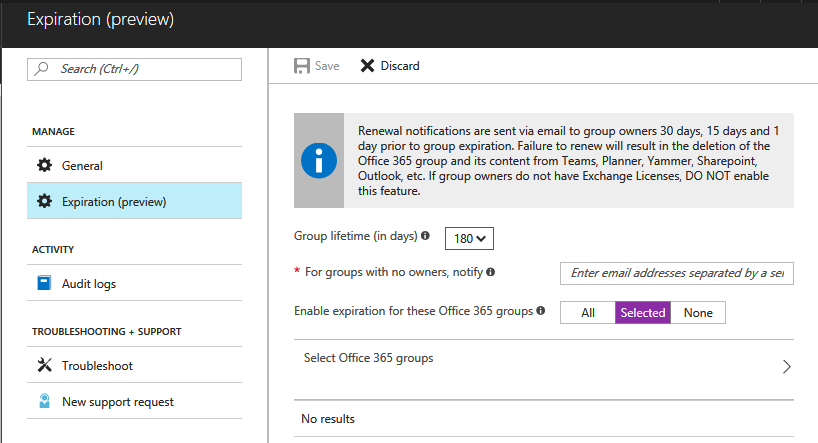 Expiration (preview)
Search (Ctrl+/)
MANAGE
General
Expiration (preview)
ACTIVITY
Audit logs
TROUBLESHOOTING + SUPPORT
Troubleshoot
New support request
Save Discard
Renewal notifications are sent via email to group owners 30 days, 15 days and 1
day prior to group expiration. Failure to renew will result in the deletion of the
Office 365 group and its content from Teams, Planner, Yammer, Sharepoint,
Outlook, etc. If group owners do not have Exchange Licenses, DO NOT enable
this feature.
Group lifetime (in days) 180
* For groups with no owners, notify Enter email addresses separated by a se
Enable expiration for these Office 365 groups All Selected None
Select Office 365 groups
No results